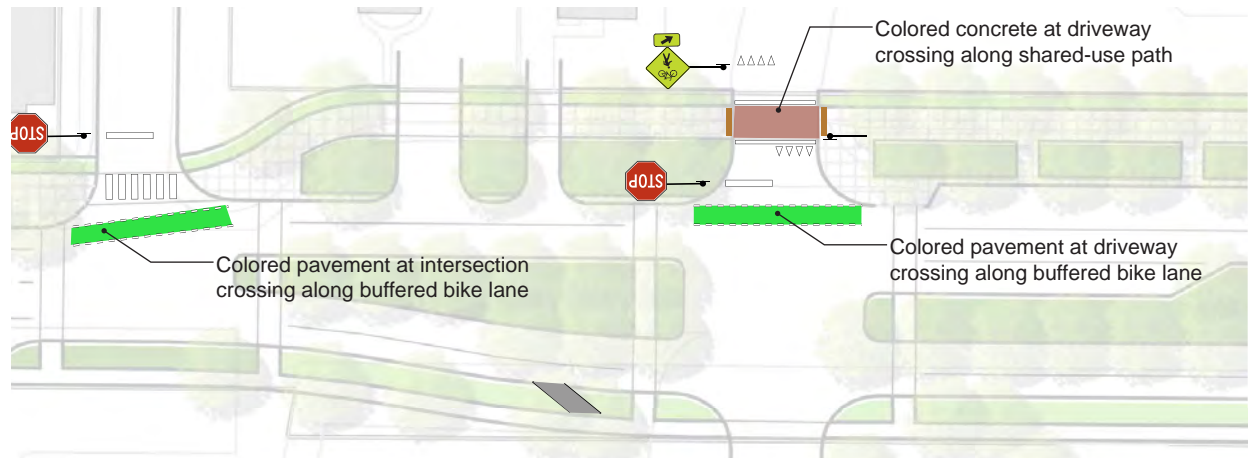 Colored concrete at driveway
crossing along shared-use path
STOP
STOP
Colored pavement at intersection
crossing along buffered bike lane
Colored pavement at driveway
crossing along buffered bike lane